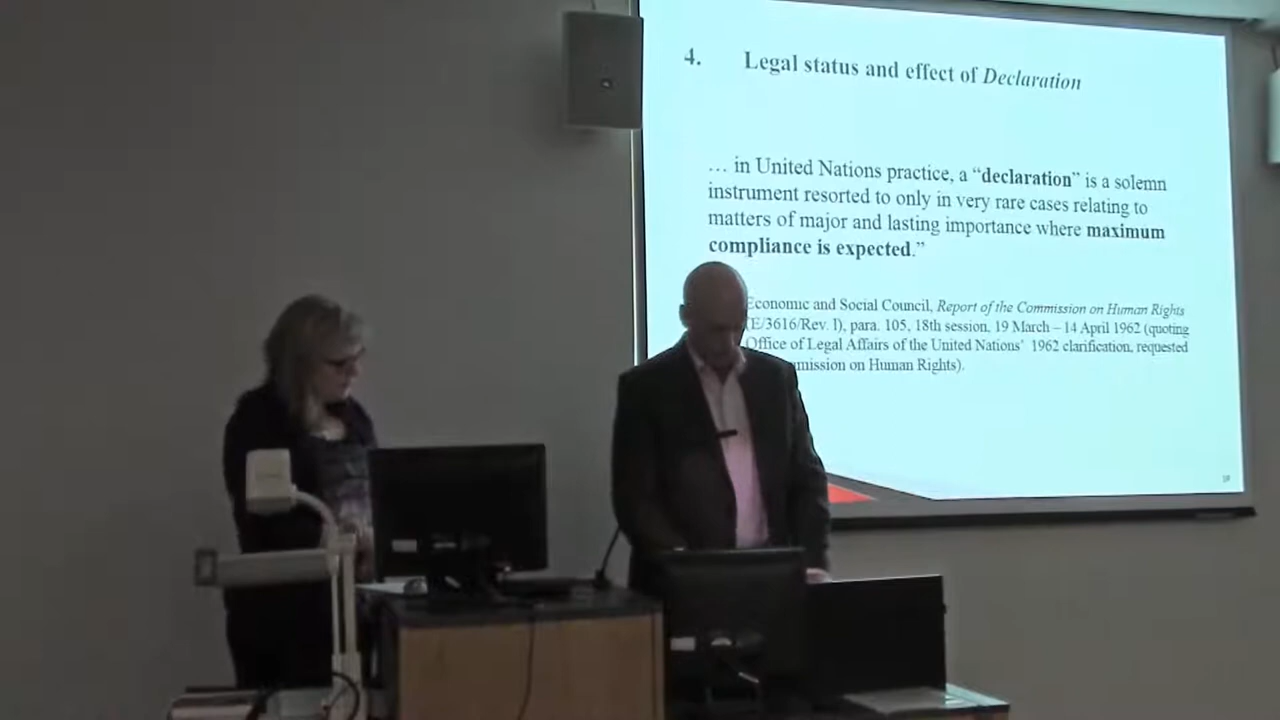 4. Legal status and effect of Declaration
… in United Nations practice, a “declaration” is a solemn
instrument resorted to only in very rare cases relating to
matters of major and lasting importance where maximum
compliance is expected.”
Economic and Social Council, Report of the Commission on Human Rights
(E/3616/Rev. I), para. 105, 18th session, 19 March – 14 April 1962 (quoting
Office of Legal Affairs of the United Nations’ 1962 clarification, requested
mission on Human Rights).